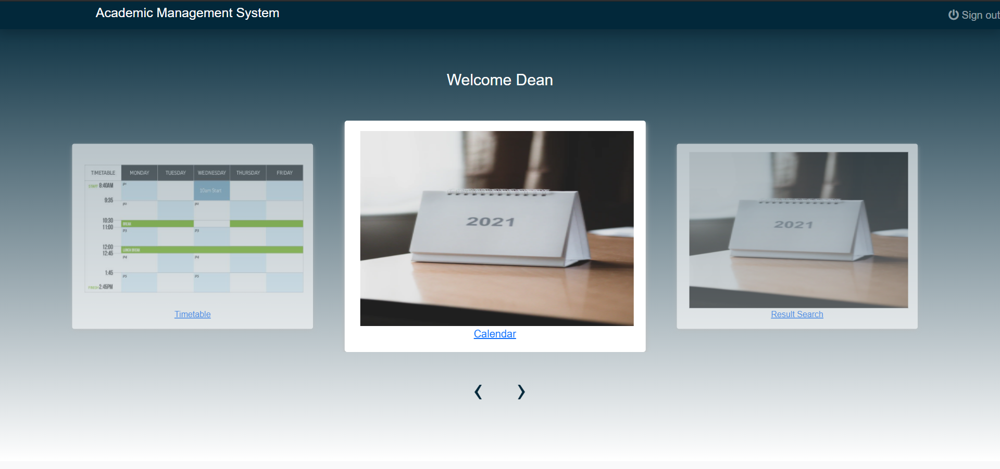 Academic Management System
Sign out
Welcome Dean
TIMETABLE MONDAY TUESDAY WEDNESDAY THURSDAY FRIDAY
START 8:40AM P1 10am Start
9:35 P2 P2
10:30 BREAK
11:00 P3 P3
12:00 LUNCH BREAK
12:45 P4 P4
1:45 P5 P5
FINISH 2:45PM
Timetable
2021
Calendar
2021
Result Search